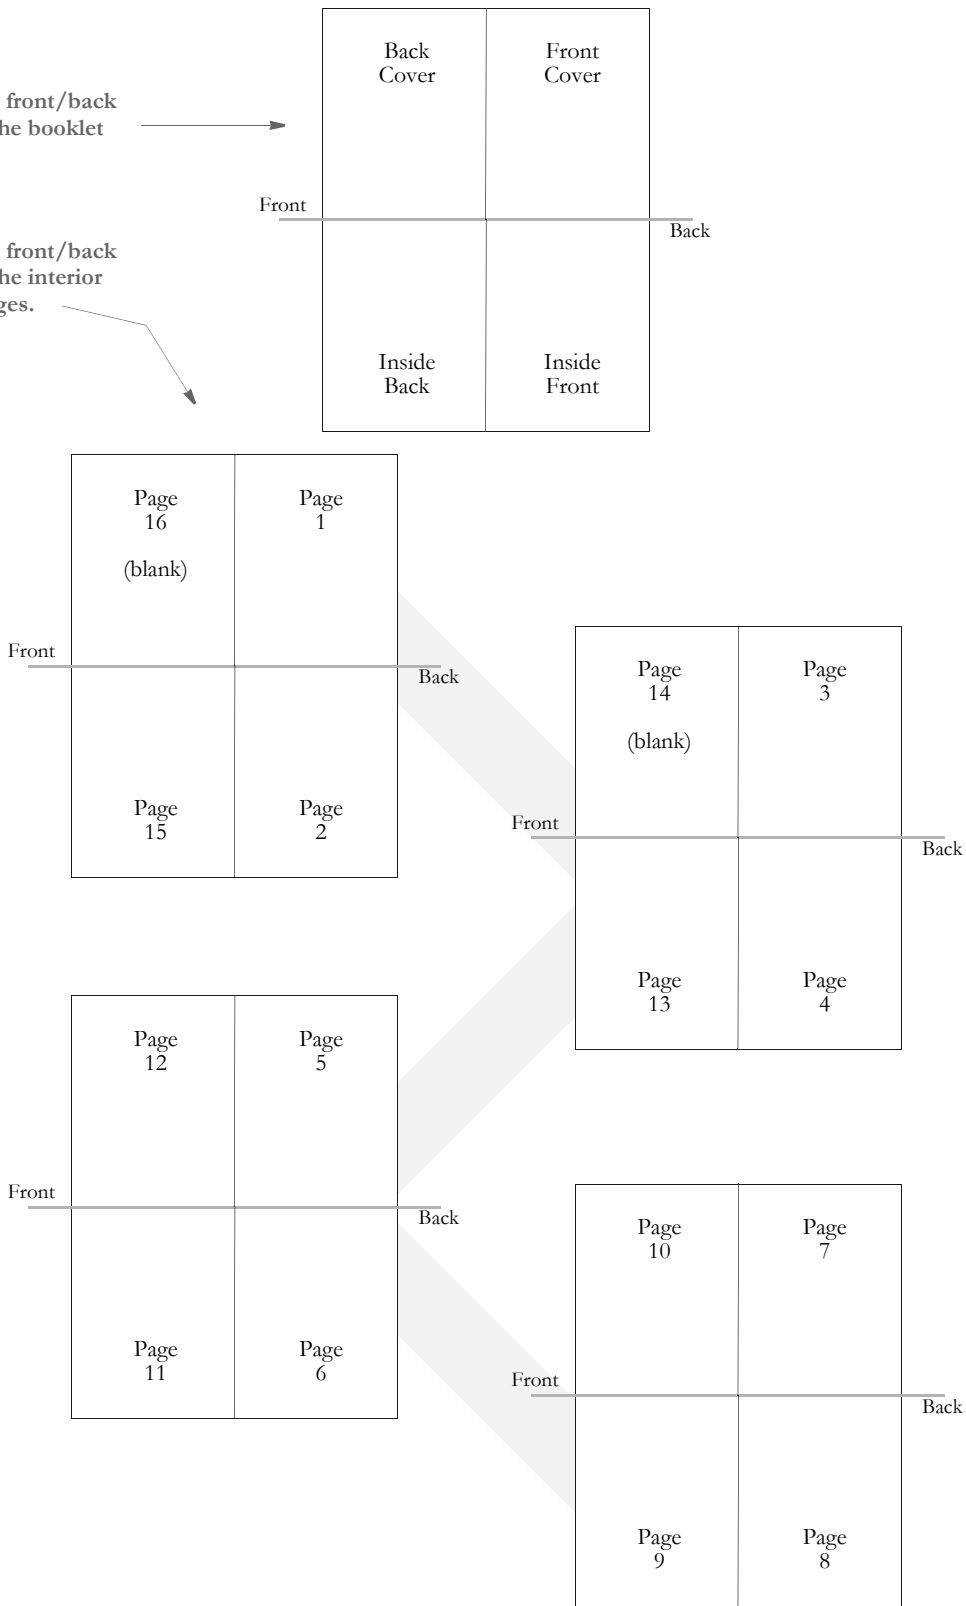 Back
Cover
Front
Cover
front/back
he booklet
Front
Back
front/back
he interior
ges.
Inside
Back
Inside
Front
Page
16
(blank)
Page
1
Front
Back
Page
15
Page
2
Page
14
(blank)
Page
3
Front
Back
Page
13
Page
4
Page
12
Page
5
Front
Back
Page
11
Page
6
Page
10
Page
7
Front
Back
Page
9
Page
8